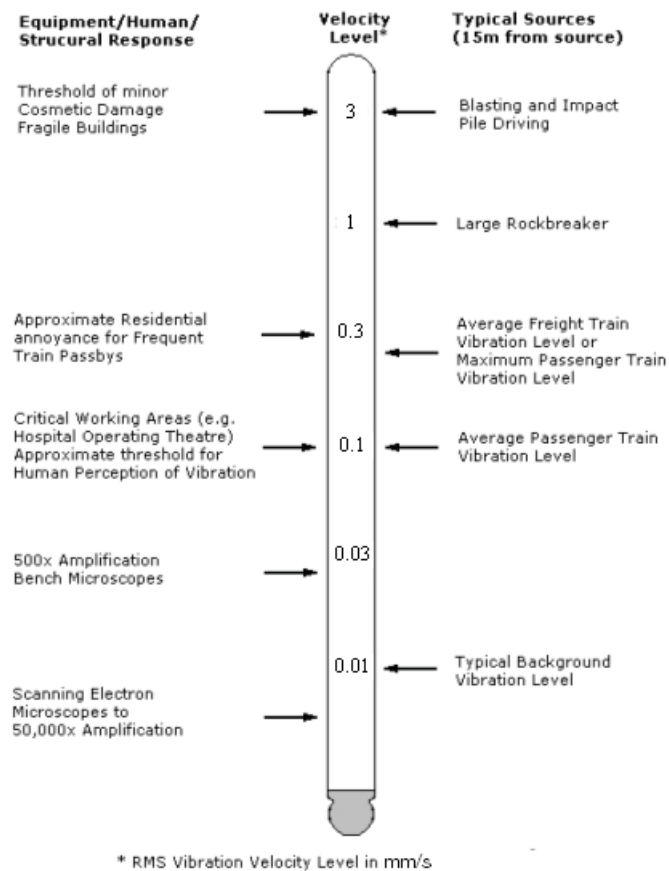 Equipment/Human/
Strucural Response
Velocity
Level*
Typical Sources
(15m from source)
Threshold of minor
Cosmetic Damage
Fragile Buildings
3
Blasting and Impact
Pile Driving
1
Large Rockbreaker
Approximate Residential
annoyance for Frequent
Train Passbys
0.3
Average Freight Train
Vibration Level or
Maximum Passenger Train
Vibration Level
Critical Working Areas (e.g.
Hospital Operating Theatre)
Approximate threshold for
Human Perception of Vibration
0.1
Average Passenger Train
Vibration Level
500x Amplification
Bench Microscopes
0.03
0.01
Typical Background
Vibration Level
Scanning Electron
Microscopes to
50,000x Amplification
* RMS Vibration Velocity Level in mm/s